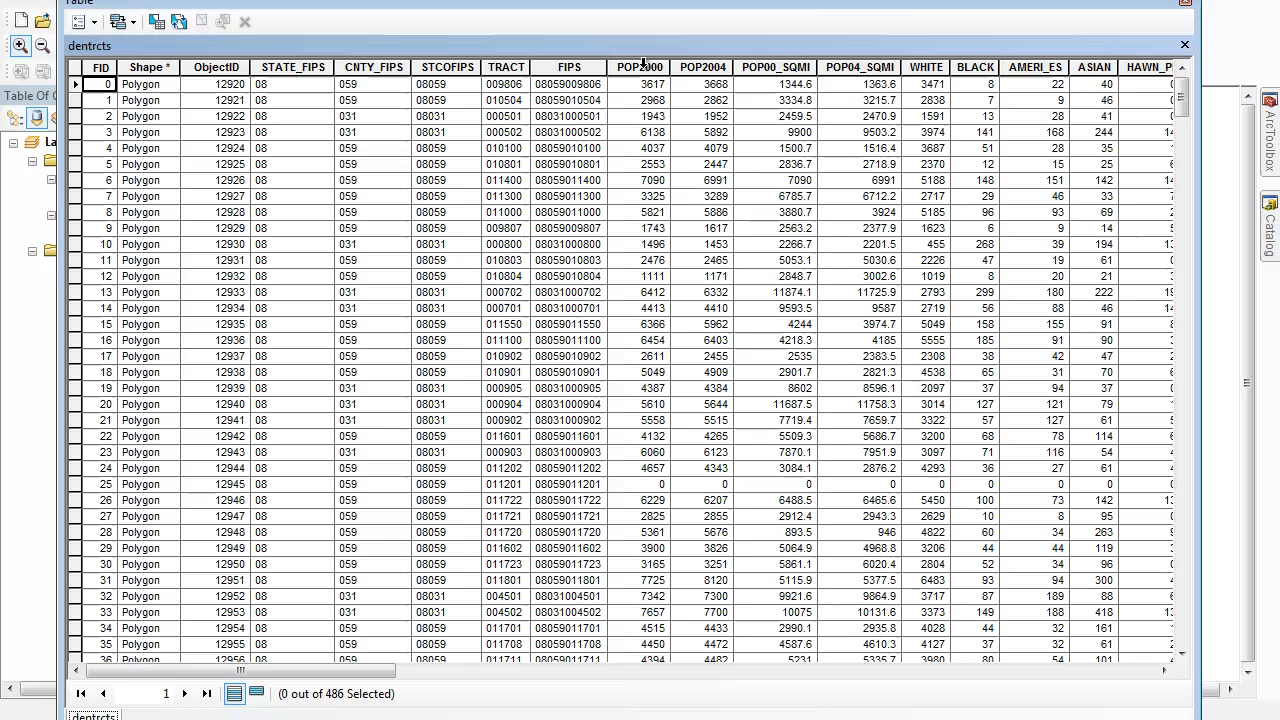 Table
dentrcts
FID Shape * ObjectID STATE_FIPS CNTY_FIPS STCOFIPS TRACT FIPS POP2000 POP2004 POP00_SQMI POP04_SQMI WHITE BLACK AMERI_ES ASIAN HAWN_P
0 Polygon 12920 08 059 08059 009806 08059009806 3617 3668 1344.6 1363.6 3471 8 22 40
1 Polygon 12921 08 059 08059 010504 08059010504 2968 2862 3334.8 3215.7 2838 7 9 46
2 Polygon 12922 08 031 08031 000501 08031000501 1943 1952 2459.5 2470.9 1591 13 28 41
3 Polygon 12923 08 031 08031 000502 08031000502 6138 5892 9900 9503.2 3974 141 168 244 14
4 Polygon 12924 08 059 08059 010100 08059010100 4037 4079 1500.7 1516.4 3687 51 28 35
5 Polygon 12925 08 059 08059 010801 08059010801 2553 2447 2836.7 2718.9 2370 12 15 25
6 Polygon 12926 08 059 08059 011400 08059011400 7090 6991 7090 6991 5188 148 151 142 14
7 Polygon 12927 08 059 08059 011300 08059011300 3325 3289 6785.7 6712.2 2717 29 46 33
8 Polygon 12928 08 059 08059 011000 08059011000 5821 5886 3880.7 3924 5185 96 93 69
9 Polygon 12929 08 059 08059 009807 08059009807 1743 1617 2563.2 2377.9 1623 6 9 14
10 Polygon 12930 08 031 08031 000800 08031000800 1496 1453 2266.7 2201.5 455 268 39 194 13
11 Polygon 12931 08 059 08059 010803 08059010803 2476 2465 5053.1 5030.6 2226 47 19 61
12 Polygon 12932 08 059 08059 010804 08059010804 1111 1171 2848.7 3002.6 1019 8 20 21
13 Polygon 12933 08 031 08031 000702 08031000702 6412 6332 11874.1 11725.9 2793 299 180 222 19
14 Polygon 12934 08 031 08031 000701 08031000701 4413 4410 9593.5 9587 2719 56 88 46
15 Polygon 12935 08 059 08059 011550 08059011550 6366 5962 4244 3974.7 5049 158 155 91
16 Polygon 12936 08 059 08059 011100 08059011100 6454 6403 4218.3 4185 5555 185 91 90
17 Polygon 12937 08 059 08059 010902 08059010902 2611 2455 2535 2383.5 2308 38 42 47
18 Polygon 12938 08 059 08059 010901 08059010901 5049 4909 2901.7 2821.3 4538 65 31 70
19 Polygon 12939 08 031 08031 000905 08031000905 4387 4384 8602 8596.1 2097 37 94 37
20 Polygon 12940 08 031 08031 000904 08031000904 5610 5644 11687.5 11758.3 3014 127 121 79
21 Polygon 12941 08 031 08031 000902 08031000902 5558 5515 7719.4 7659.7 3322 57 127 61
22 Polygon 12942 08 059 08059 011601 08059011601 4132 4265 5509.3 5686.7 3200 68 78 114
23 Polygon 12943 08 031 08031 000903 08031000903 6060 6123 7870.1 7951.9 3097 71 116 54
24 Polygon 12944 08 059 08059 011202 08059011202 4657 4343 3084.1 2876.2 4293 36 27 61
25 Polygon 12945 08 059 08059 011201 08059011201 0 0 0 0 0 0 0 0
26 Polygon 12946 08 059 08059 011722 08059011722 6229 6207 6488.5 6465.6 5450 100 73 142 13
27 Polygon 12947 08 059 08059 011721 08059011721 2825 2855 2912.4 2943.3 2629 10 8 95
28 Polygon 12948 08 059 08059 011720 08059011720 5361 5676 893.5 946 4822 60 34 263
29 Polygon 12949 08 059 08059 011602 08059011602 3900 3826 5064.9 4968.8 3206 44 44 119
30 Polygon 12950 08 059 08059 011723 08059011723 3165 3251 5861.1 6020.4 2804 52 34 96
31 Polygon 12951 08 059 08059 011801 08059011801 7725 8120 5115.9 5377.5 6483 93 94 300
32 Polygon 12952 08 031 08031 004501 08031004501 7342 7300 9921.6 9864.9 3717 87 189 88
33 Polygon 12953 08 031 08031 004502 08031004502 7657 7700 10075 10131.6 3373 149 188 418 13
34 Polygon 12954 08 059 08059 011701 08059011701 4515 4433 2990.1 2935.8 4028 44 32 161
35 Polygon 12955 08 059 08059 011708 08059011708 4450 4472 4587.6 4610.3 4127 37 32 61
36 Polygon 12956 08 059 08059 011711 08059011711 4394 4482 5231 5335.7 3980 80 54 101
1 (0 out of 486 Selected)
dentrcts
Table Of
La
ArcToolbox
Catalog